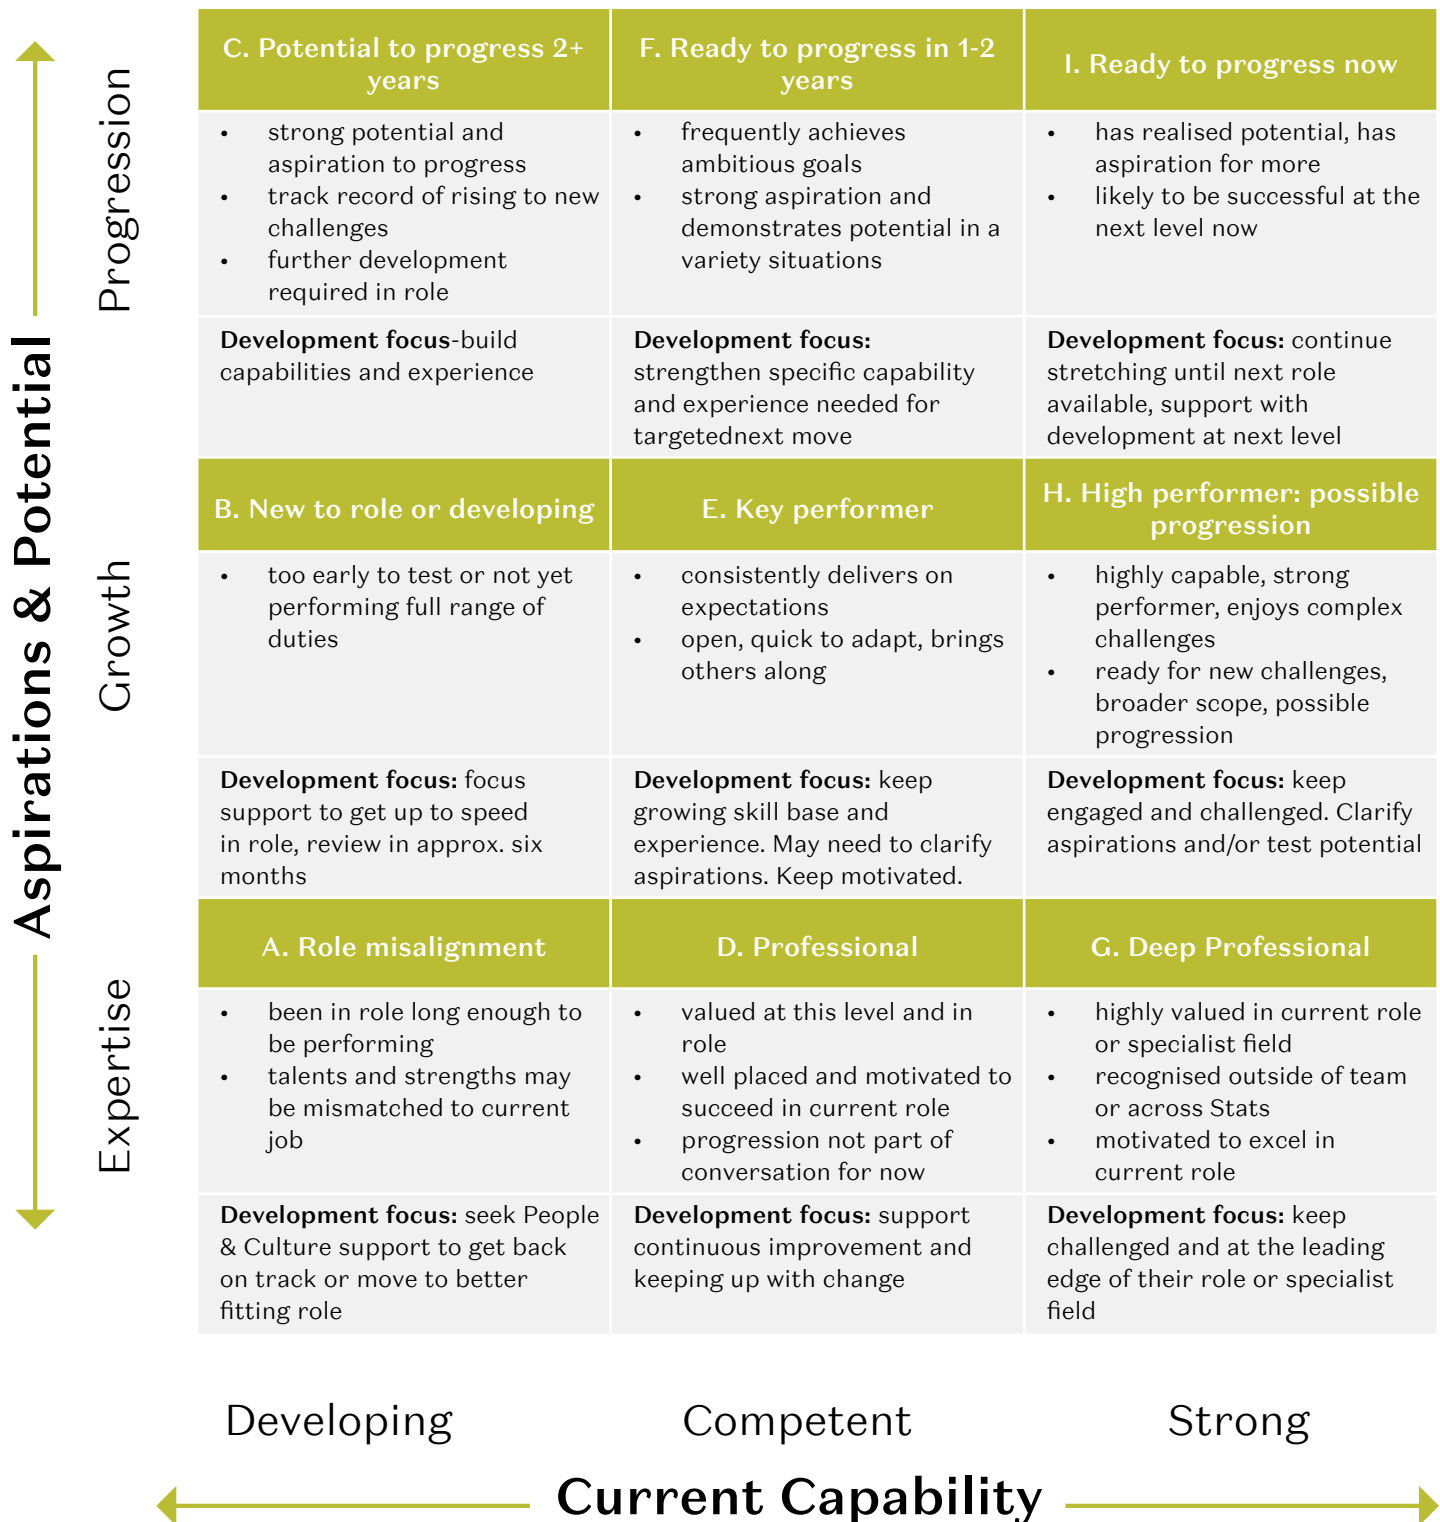 Aspirations & Potential
Progression
C. Potential to progress 2+
years
• strong potential and
aspiration to progress
• track record of rising to new
challenges
• further development
required in role
Development focus-build
capabilities and experience
F. Ready to progress in 1-2
years
• frequently achieves
ambitious goals
• strong aspiration and
demonstrates potential in a
variety situations
Development focus:
strengthen specific capability
and experience needed for
targetednext move
I. Ready to progress now
• has realised potential, has
aspiration for more
• likely to be successful at the
next level now
Development focus: continue
stretching until next role
available, support with
development at next level
Growth
B. New to role or developing
• too early to test or not yet
performing full range of
duties
Development focus: focus
support to get up to speed
in role, review in approx. six
months
E. Key performer
• consistently delivers on
expectations
• open, quick to adapt, brings
others along
Development focus: keep
growing skill base and
experience. May need to clarify
aspirations. Keep motivated.
H. High performer: possible
progression
• highly capable, strong
performer, enjoys complex
challenges
• ready for new challenges,
broader scope, possible
progression
Development focus: keep
engaged and challenged. Clarify
aspirations and/or test potential
Expertise
A. Role misalignment
• been in role long enough to
be performing
• talents and strengths may
be mismatched to current
job
Development focus: seek People
& Culture support to get back
on track or move to better
fitting role
D. Professional
• valued at this level and in
role
• well placed and motivated to
succeed in current role
• progression not part of
conversation for now
Development focus: support
continuous improvement and
keeping up with change
G. Deep Professional
• highly valued in current role
or specialist field
• recognised outside of team
or across Stats
• motivated to excel in
current role
Development focus: keep
challenged and at the leading
edge of their role or specialist
field
Developing
Competent
Strong
Current Capability